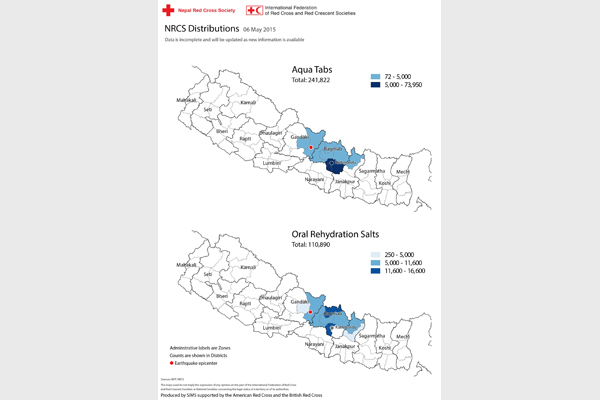 Nepal Red Cross Society
International Federation
of Red Cross and Red Crescent Societies
NRCS Distributions 06 May 2015
Data is incomplete and will be updated as new information is available
Aqua Tabs
Total: 241,822
72 - 5,000
5,000 - 73,950
Mahakali
Seti
Karnali
Bheri
Rapti
Dhaulagiri
Gandaki
Lumbini
Bagmati
Narayani
Janakpur
Sagarmatha
Koshi
Mechi
Oral Rehydration Salts
Total: 110,890
250 - 5,000
5,000 - 11,600
11,600 - 16,600
Mahakali
Seti
Karnali
Bheri
Rapti
Dhaulagiri
Gandaki
Lumbini
Bagmati
Narayani
Janakpur
Sagarmatha
Koshi
Mechi
Administrative labels are Zones
Counts are shown in Districts
Earthquake epicenter
Produced by SIMS supported by the American Red Cross and the British Red Cross